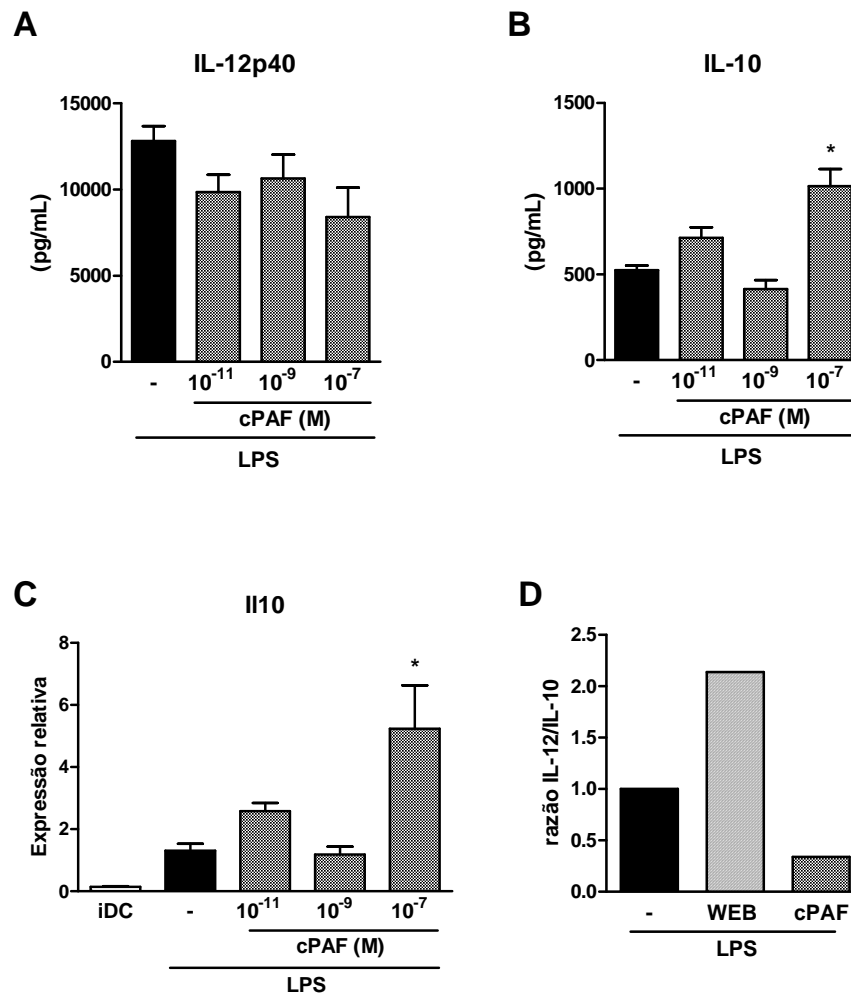 A
IL-12p40
(pg/mL)
15000
10000
5000
0
- 10⁻¹¹ 10⁻⁹ 10⁻⁷
cPAF (M)
LPS
B
IL-10
(pg/mL)
1500
1000
500
0
*
- 10⁻¹¹ 10⁻⁹ 10⁻⁷
cPAF (M)
LPS
C
Il10
Expressão relativa
8
6
4
2
0
*
iDC - 10⁻¹¹ 10⁻⁹ 10⁻⁷
cPAF (M)
LPS
D
razão IL-12/IL-10
2.5
2.0
1.5
1.0
0.5
0.0
- WEB cPAF
LPS